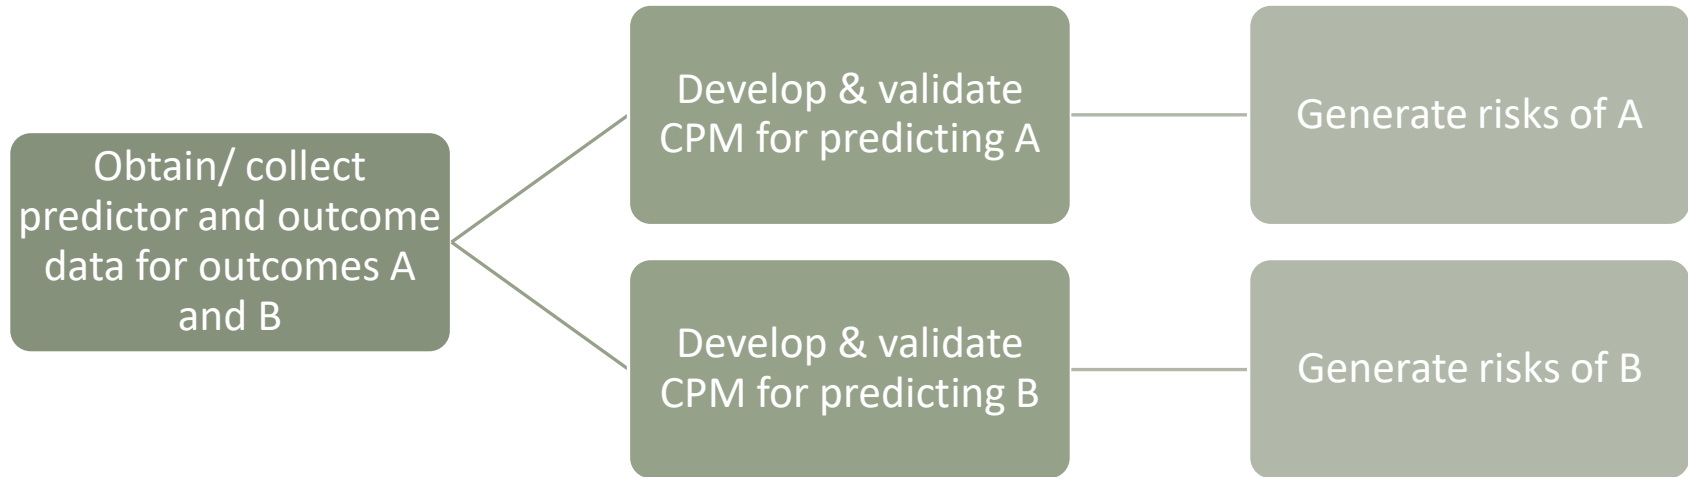 Obtain/ collect
predictor and outcome
data for outcomes A
and B
Develop & validate
CPM for predicting A
Generate risks of A
Develop & validate
CPM for predicting B
Generate risks of B